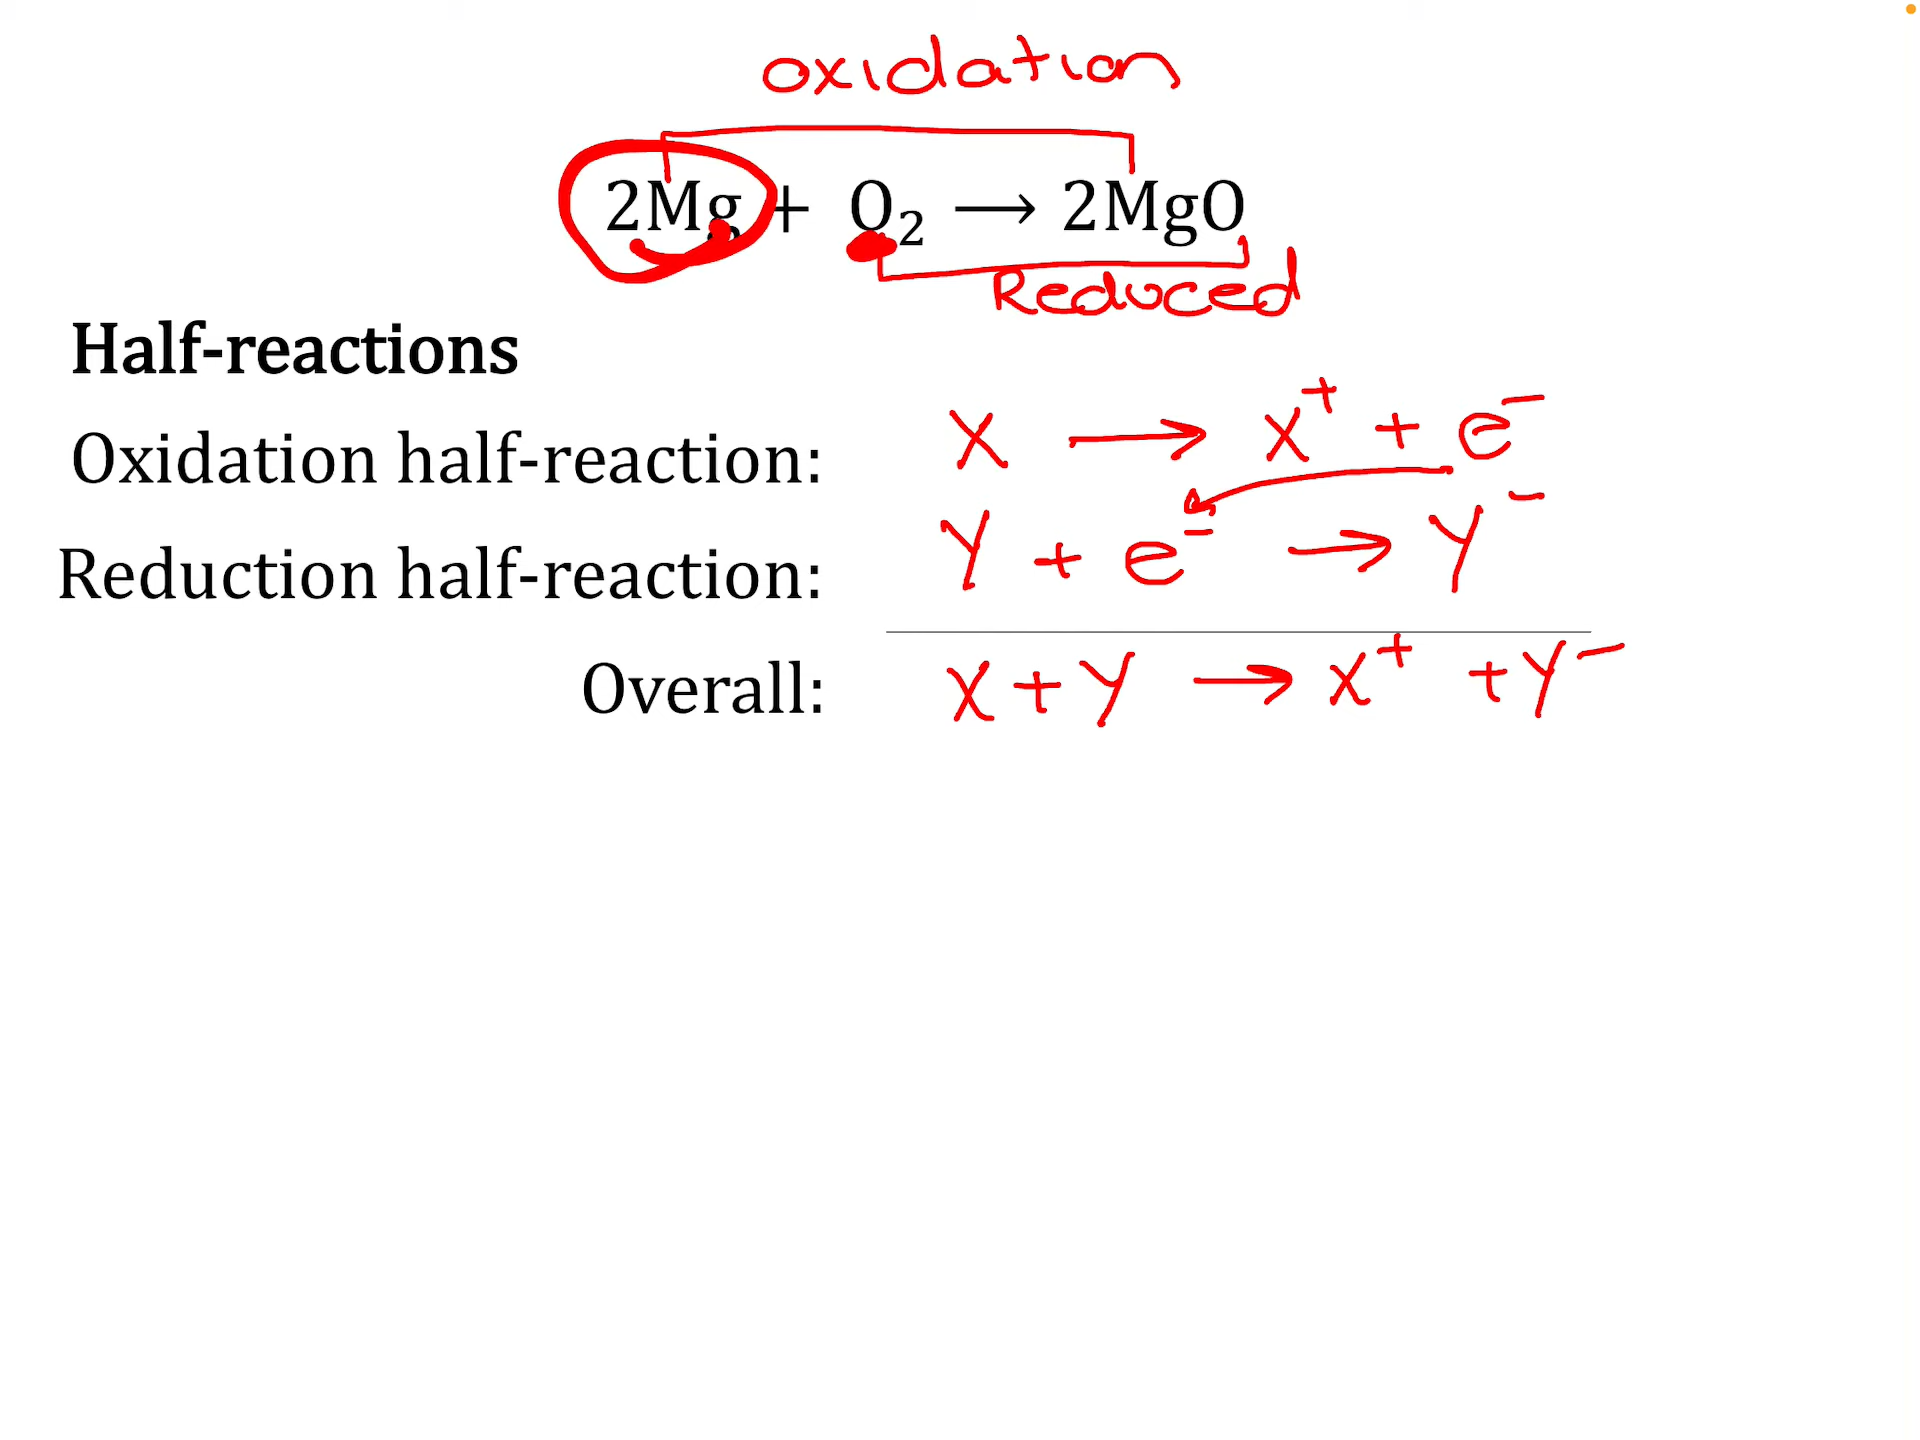 oxidation
2Mg + O₂ ⟶ 2MgO
Reduced
Half-reactions
Oxidation half-reaction: X → X⁺ + e⁻
Reduction half-reaction: Y + e⁻ → Y⁻
Overall: X + Y → X⁺ + Y⁻